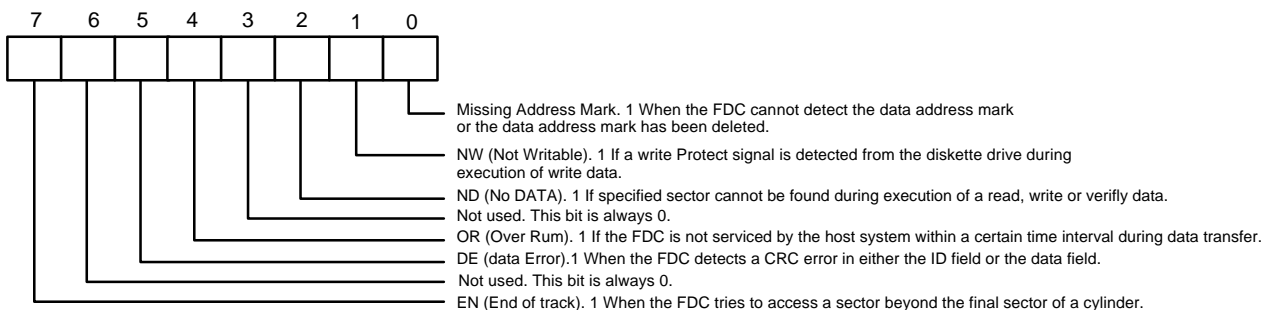 7 6 5 4 3 2 1 0
Missing Address Mark. 1 When the FDC cannot detect the data address mark
or the data address mark has been deleted.
NW (Not Writable). 1 If a write Protect signal is detected from the diskette drive during
execution of write data.
ND (No DATA). 1 If specified sector cannot be found during execution of a read, write or verifly data.
Not used. This bit is always 0.
OR (Over Rum). 1 If the FDC is not serviced by the host system within a certain time interval during data transfer.
DE (data Error).1 When the FDC detects a CRC error in either the ID field or the data field.
Not used. This bit is always 0.
EN (End of track). 1 When the FDC tries to access a sector beyond the final sector of a cylinder.